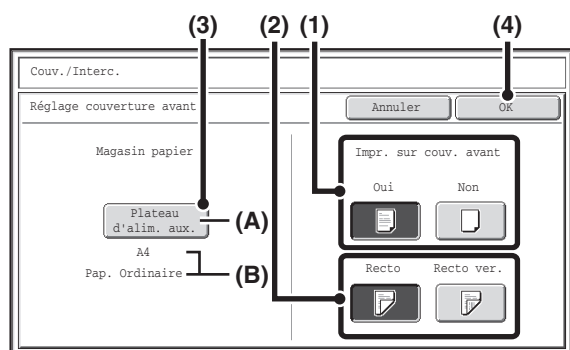 (3) (2) (1) (4)
Couv./Interc.
Réglage couverture avant Annuler OK
Magasin papier
Impr. sur couv. avant
Oui Non
Plateau
d'alim. aux.
(A)
A4
Pap. Ordinaire
(B)
Recto Recto ver.